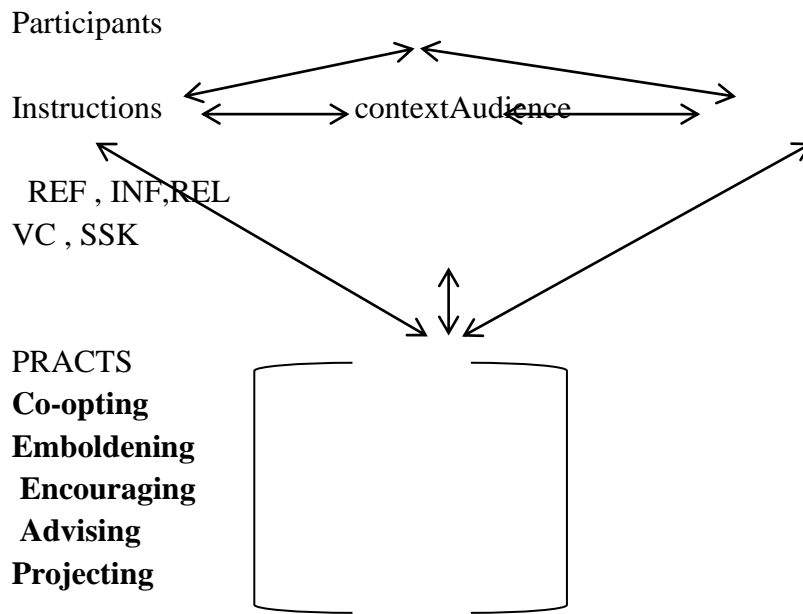 Participants
Instructions contextAudience
REF , INF,REL
VC , SSK
PRACTS
Co-opting
Emboldening
Encouraging
Advising
Projecting